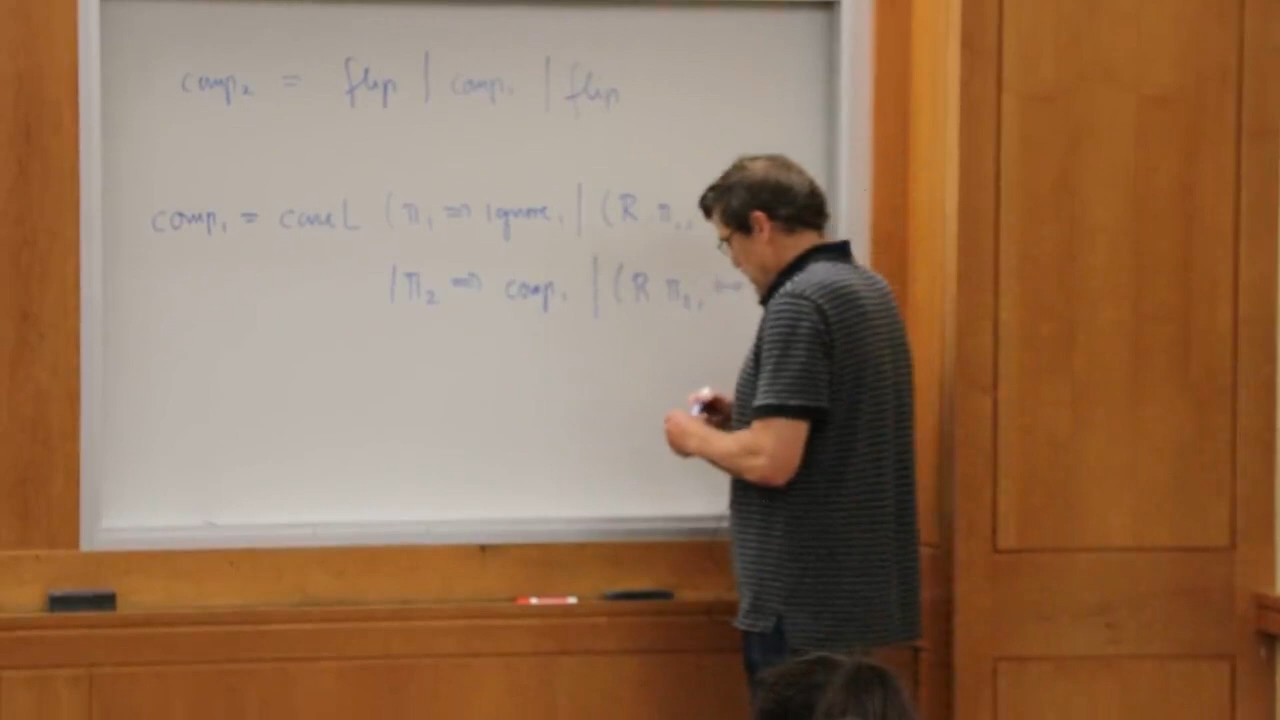 comp₂ = flip | comp₁ | flip
comp₁ = caseL (π₁ ⇒ ignore₁ | (R π₁,
| π₂ ⇒ comp₁ | (R π₂, ↔